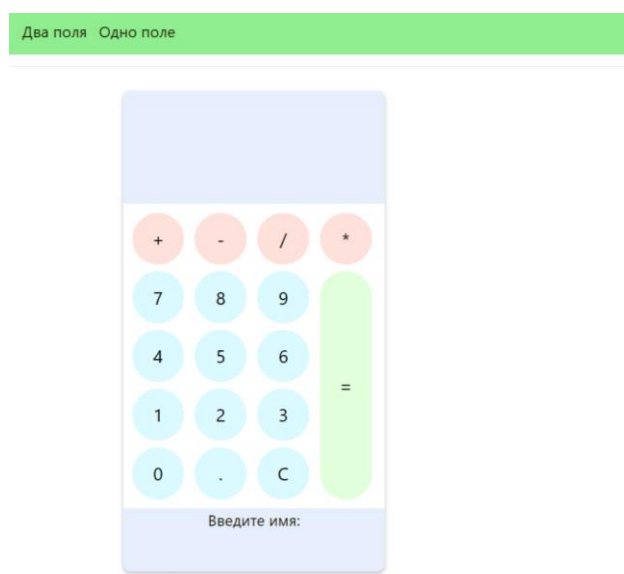 Два поля Одно поле
+ - / *
7 8 9
4 5 6
=
1 2 3
0 . C
Введите имя: